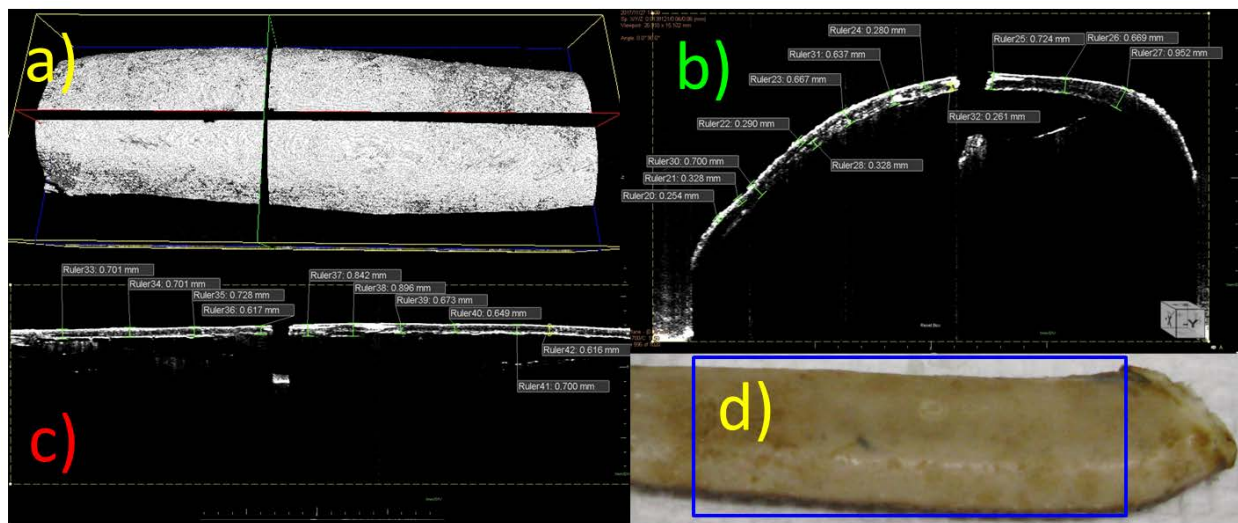 a)
b)
Ruler24: 0.280 mm
Ruler31: 0.637 mm
Ruler23: 0.667 mm
Ruler22: 0.290 mm
Ruler30: 0.700 mm
Ruler21: 0.328 mm
Ruler20: 0.254 mm
Ruler28: 0.328 mm
Ruler25: 0.724 mm
Ruler26: 0.669 mm
Ruler27: 0.952 mm
Ruler32: 0.261 mm
c)
Ruler33: 0.701 mm
Ruler34: 0.701 mm
Ruler35: 0.728 mm
Ruler36: 0.617 mm
Ruler37: 0.842 mm
Ruler38: 0.896 mm
Ruler39: 0.673 mm
Ruler40: 0.649 mm
Ruler42: 0.616 mm
Ruler41: 0.700 mm
d)